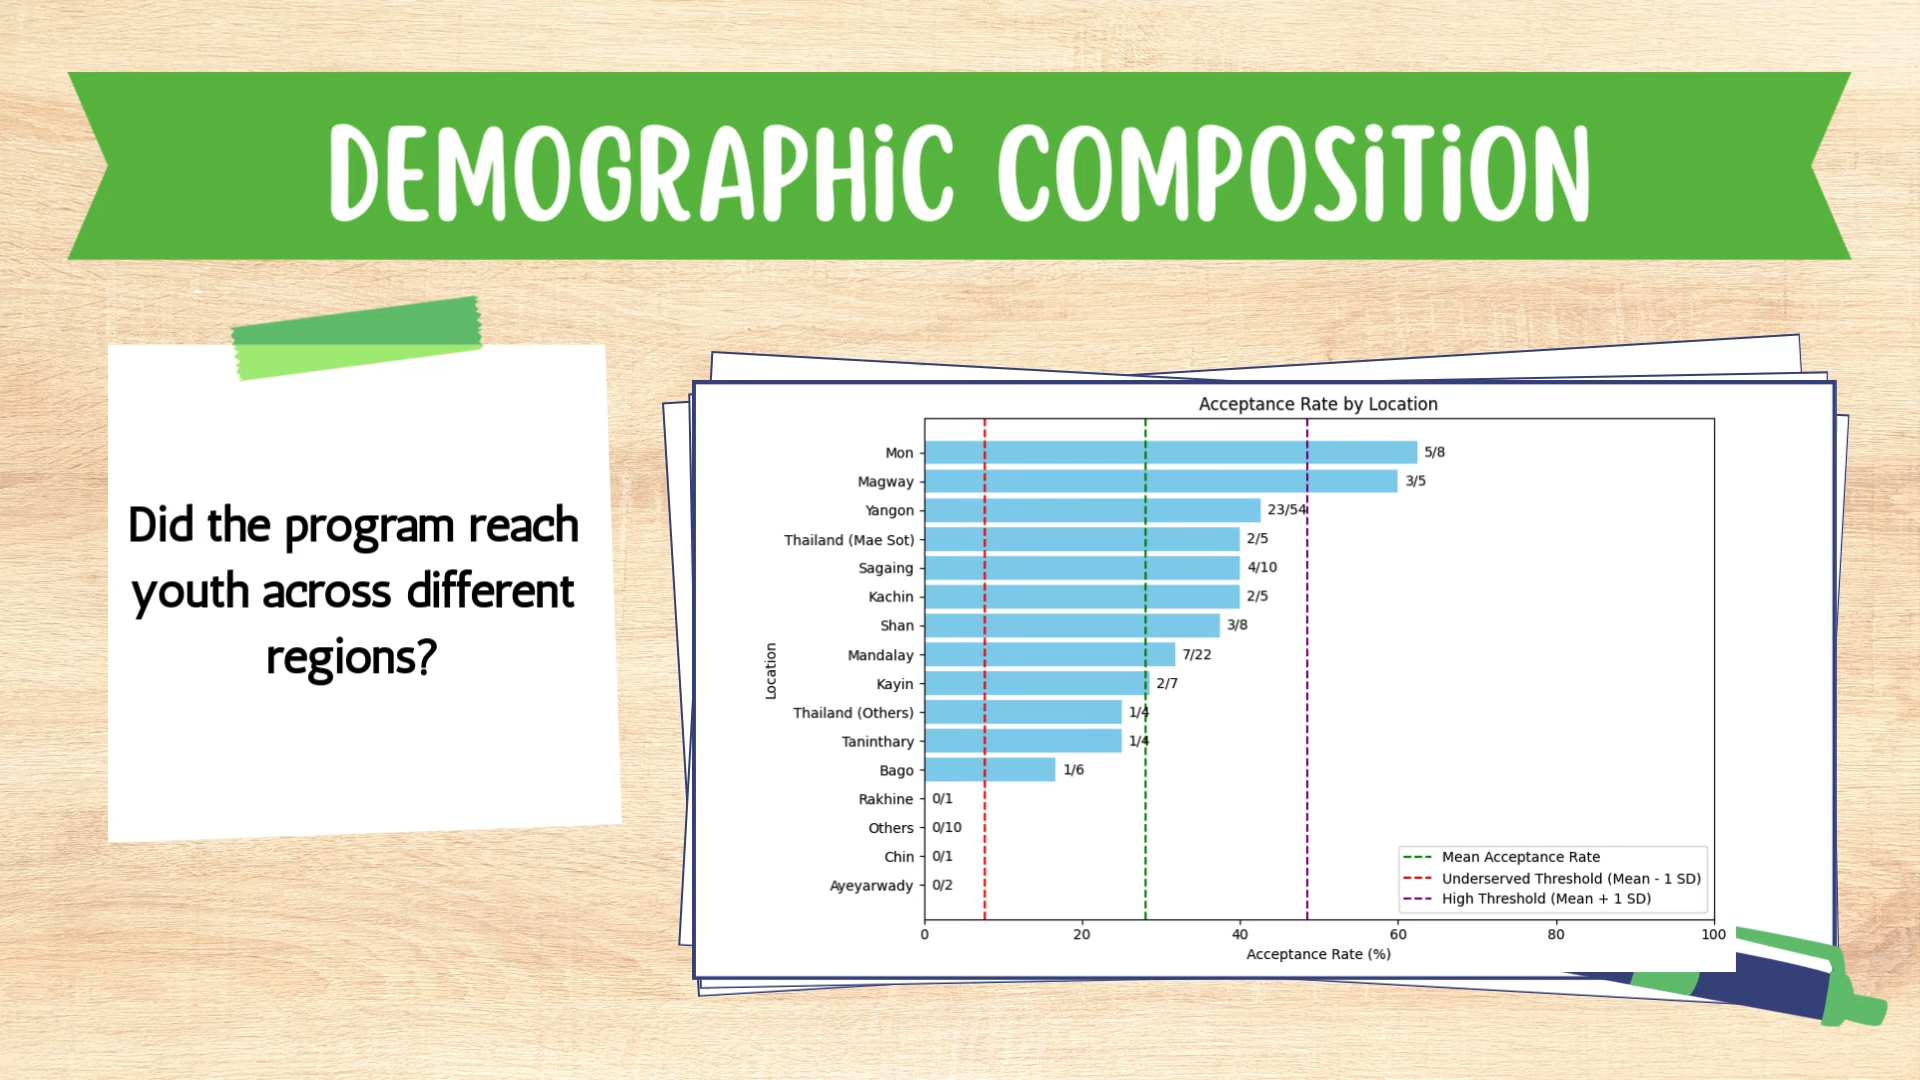 DEMOGRAPHiC COMPOSiTiON
Did the program reach
youth across different
regions?
Acceptance Rate by Location
Location
Mon 5/8
Magway 3/5
Yangon 23/54
Thailand (Mae Sot) 2/5
Sagaing 4/10
Kachin 2/5
Shan 3/8
Mandalay 7/22
Kayin 2/7
Thailand (Others) 1/4
Taninthary 1/4
Bago 1/6
Rakhine 0/1
Others 0/10
Chin 0/1
Ayeyarwady 0/2
Mean Acceptance Rate
Underserved Threshold (Mean - 1 SD)
High Threshold (Mean + 1 SD)
0 20 40 60 80 100
Acceptance Rate (%)